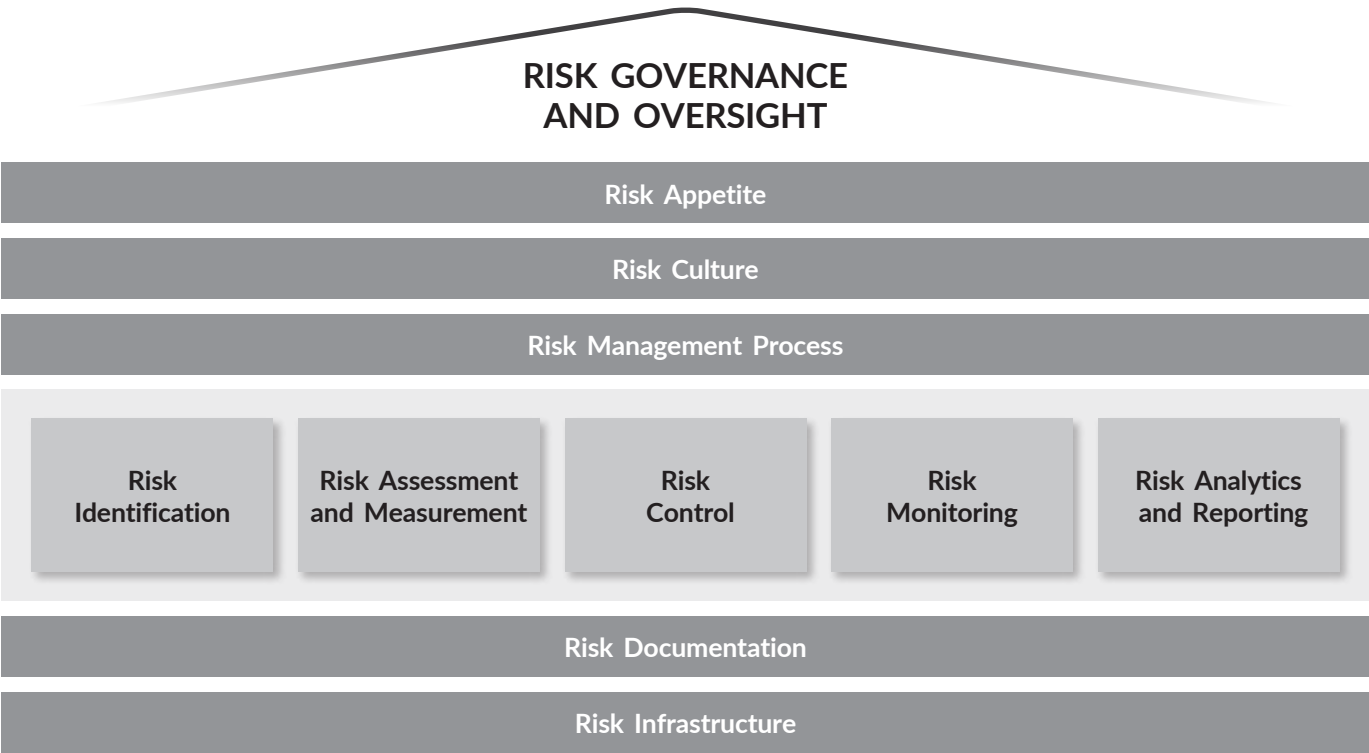 RISK GOVERNANCE
AND OVERSIGHT
Risk Appetite
Risk Culture
Risk Management Process
Risk
Identification
Risk Assessment
and Measurement
Risk
Control
Risk
Monitoring
Risk Analytics
and Reporting
Risk Documentation
Risk Infrastructure